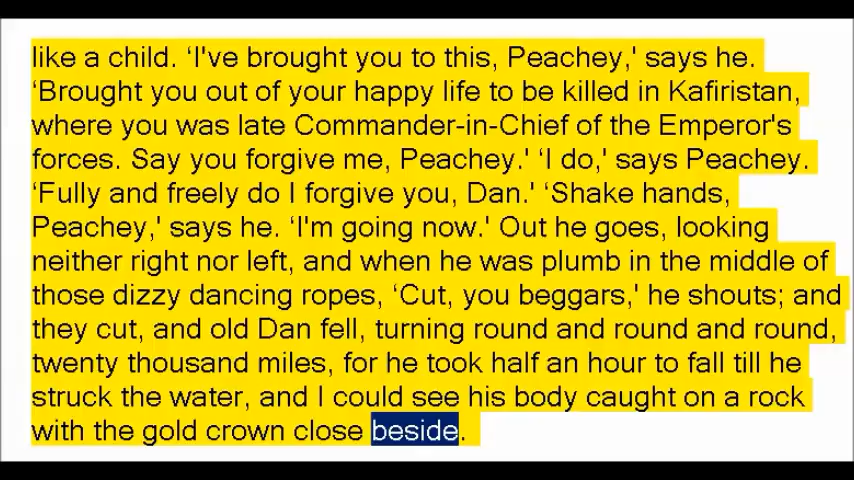 like a child. ‘I've brought you to this, Peachey,' says he.
‘Brought you out of your happy life to be killed in Kafiristan,
where you was late Commander-in-Chief of the Emperor's
forces. Say you forgive me, Peachey.' ‘I do,' says Peachey.
‘Fully and freely do I forgive you, Dan.' ‘Shake hands,
Peachey,' says he. ‘I'm going now.' Out he goes, looking
neither right nor left, and when he was plumb in the middle of
those dizzy dancing ropes, ‘Cut, you beggars,' he shouts; and
they cut, and old Dan fell, turning round and round and round,
twenty thousand miles, for he took half an hour to fall till he
struck the water, and I could see his body caught on a rock
with the gold crown close beside.